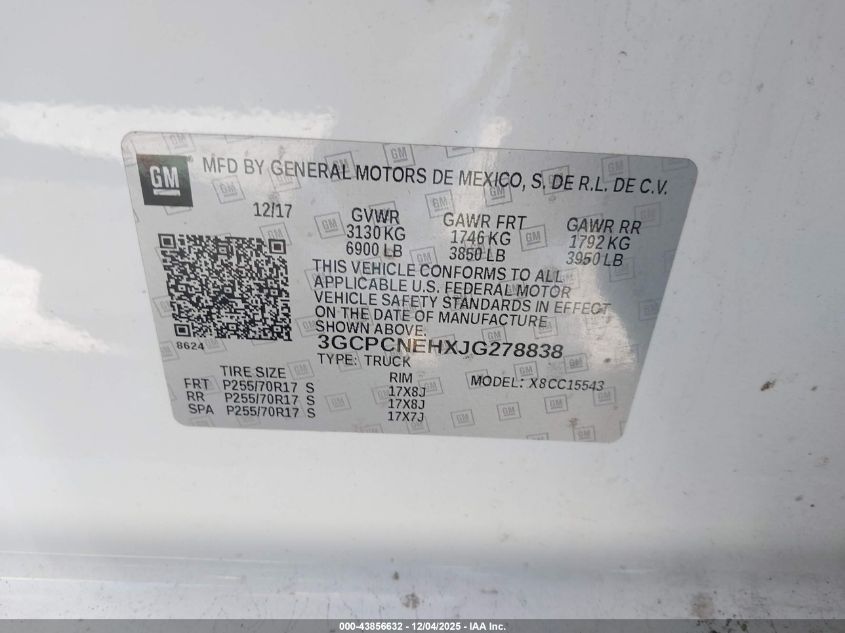 GM MFD BY GENERAL MOTORS DE MEXICO, S. DE R.L. DE C.V.
12/17 GVWR GAWR FRT GAWR RR
3130 KG 1746 KG 1792 KG
6900 LB 3850 LB 3950 LB
THIS VEHICLE CONFORMS TO ALL
APPLICABLE U.S. FEDERAL MOTOR
VEHICLE SAFETY STANDARDS IN EFFECT
ON THE DATE OF MANUFACTURE
SHOWN ABOVE.
8624
3GCPCNEHXJG278838
TYPE: TRUCK
TIRE SIZE RIM MODEL: X8CC15543
FRT P255/70R17 S 17X8J
RR P255/70R17 S 17X8J
SPA P255/70R17 S 17X7J
000-43856632 - 12/04/2025 - IAA Inc.